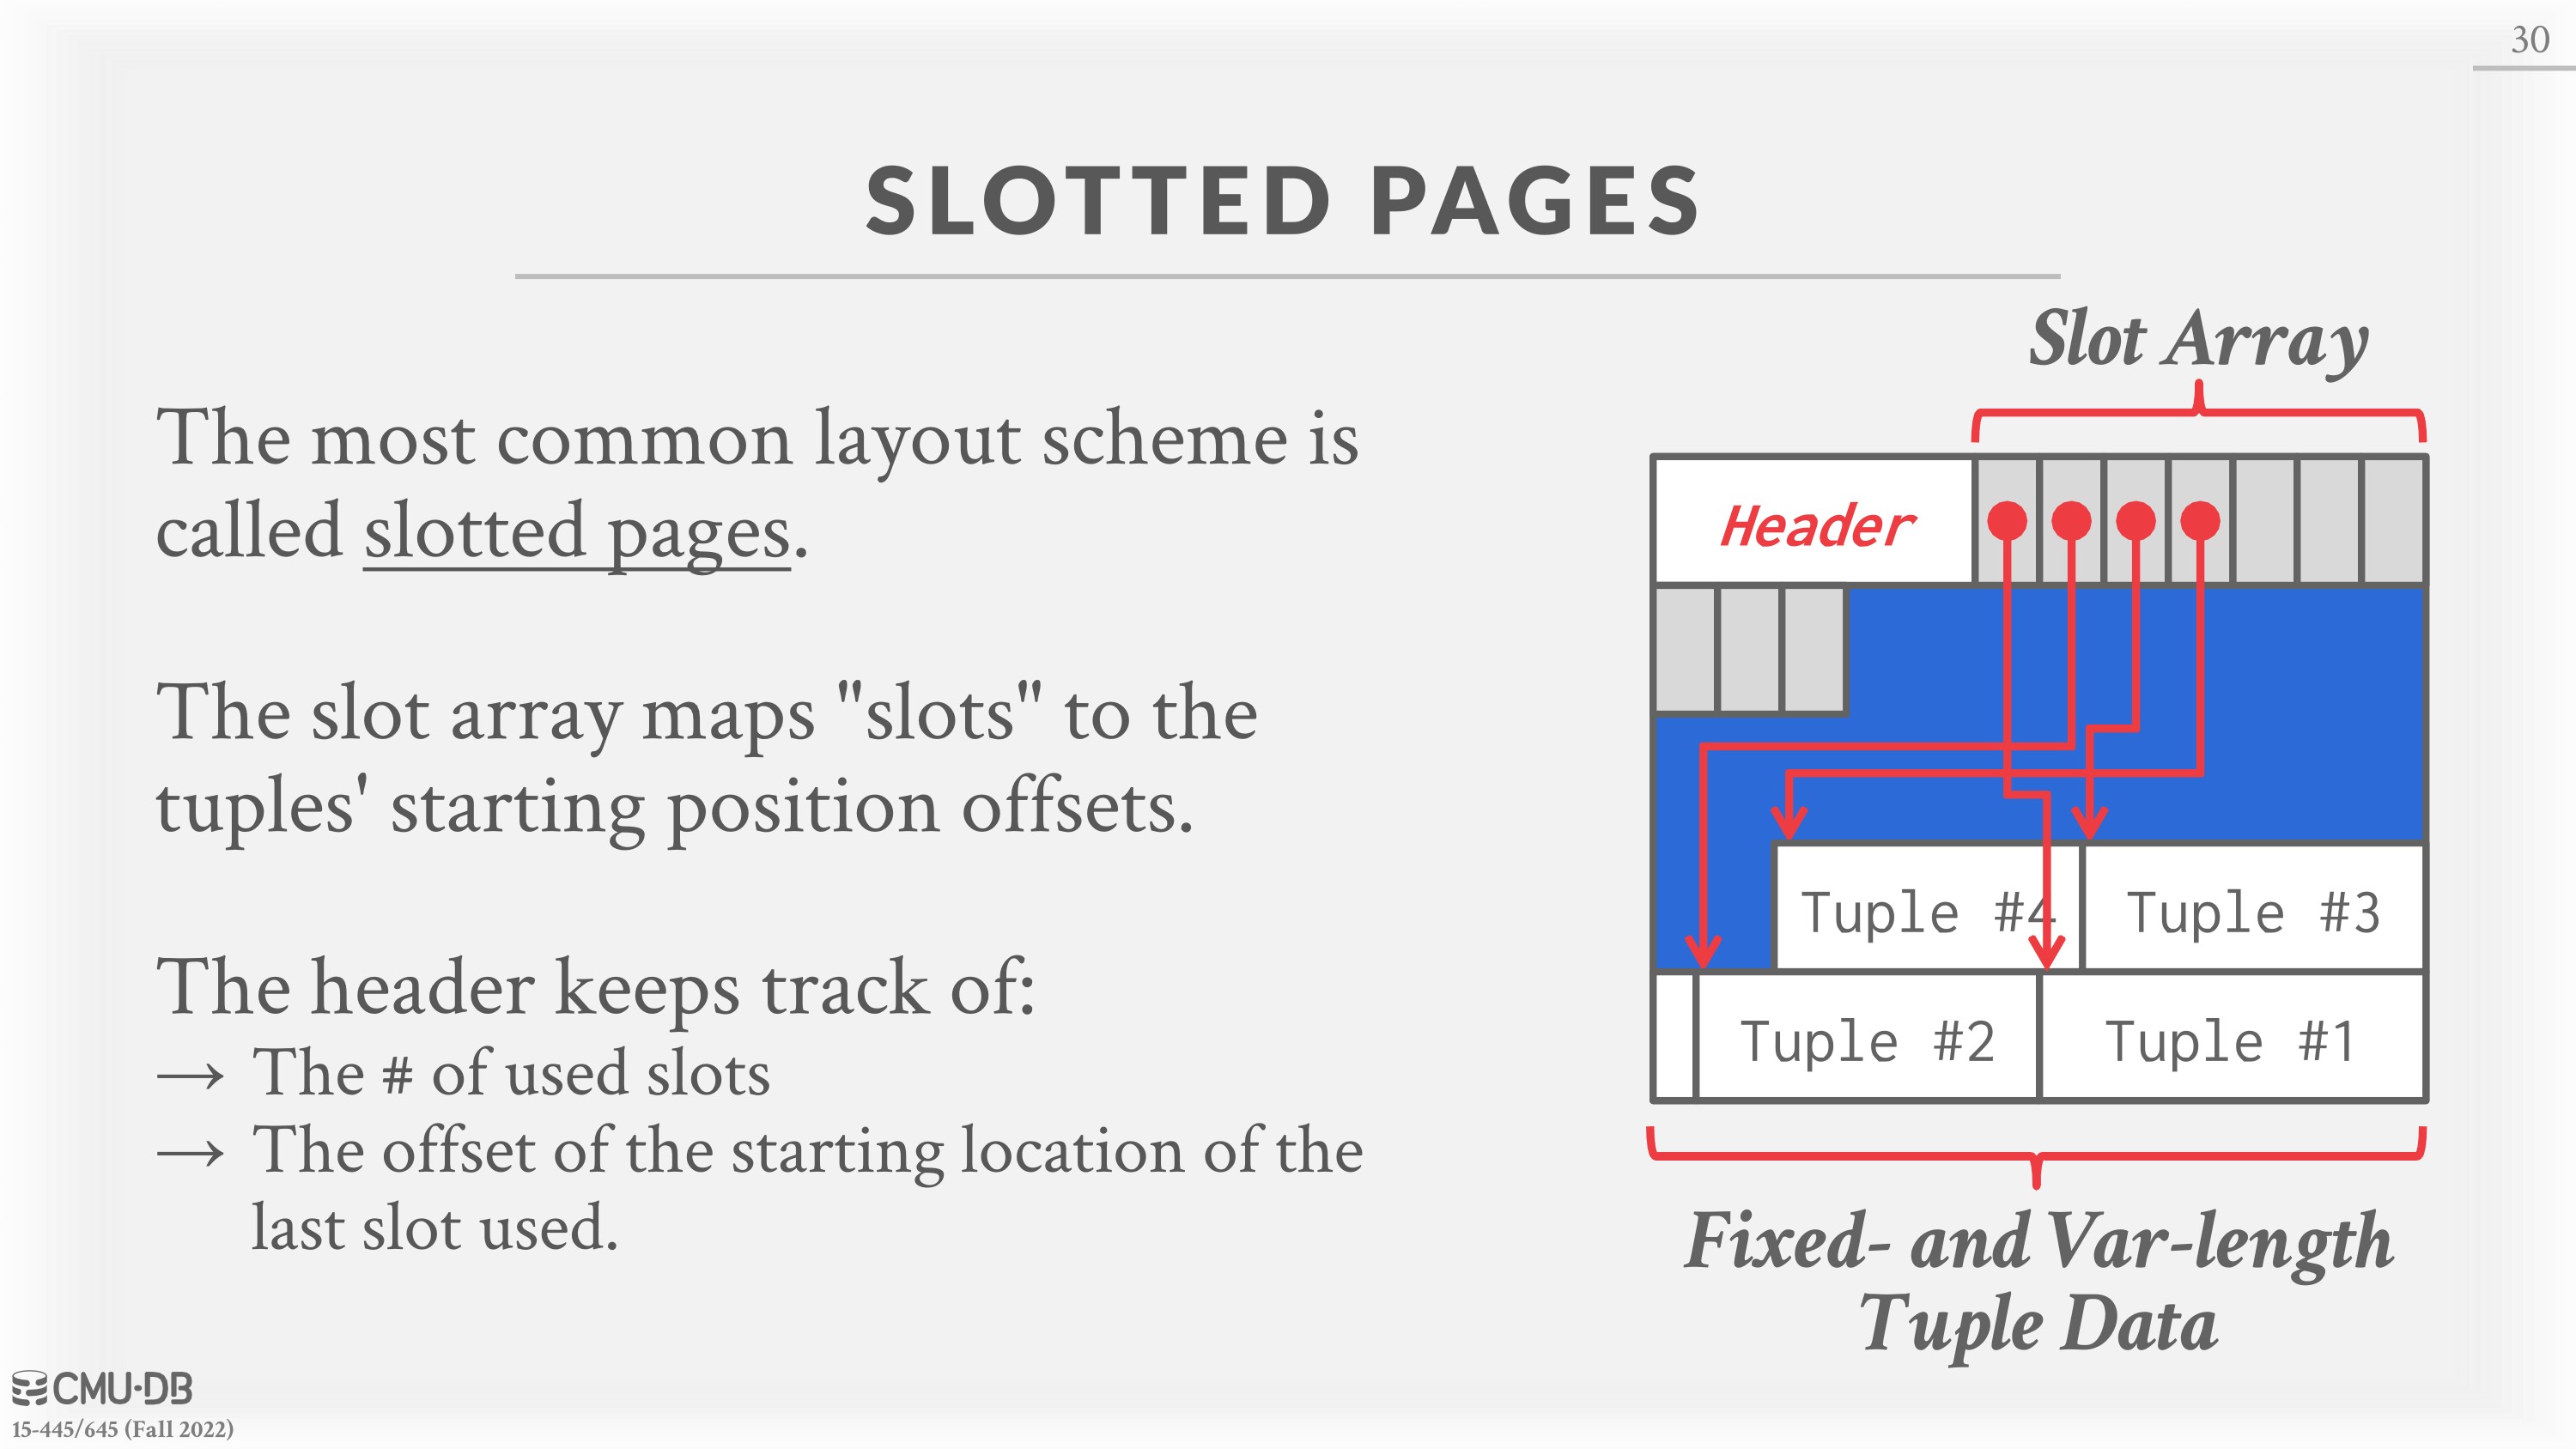 30
SLOTTED PAGES
The most common layout scheme is
called slotted pages.
The slot array maps "slots" to the
tuples' starting position offsets.
The header keeps track of:
→ The # of used slots
→ The offset of the starting location of the
last slot used.
Slot Array
Header
Tuple #4 Tuple #3
Tuple #2 Tuple #1
Fixed- and Var-length
Tuple Data
CMU·DB
15-445/645 (Fall 2022)